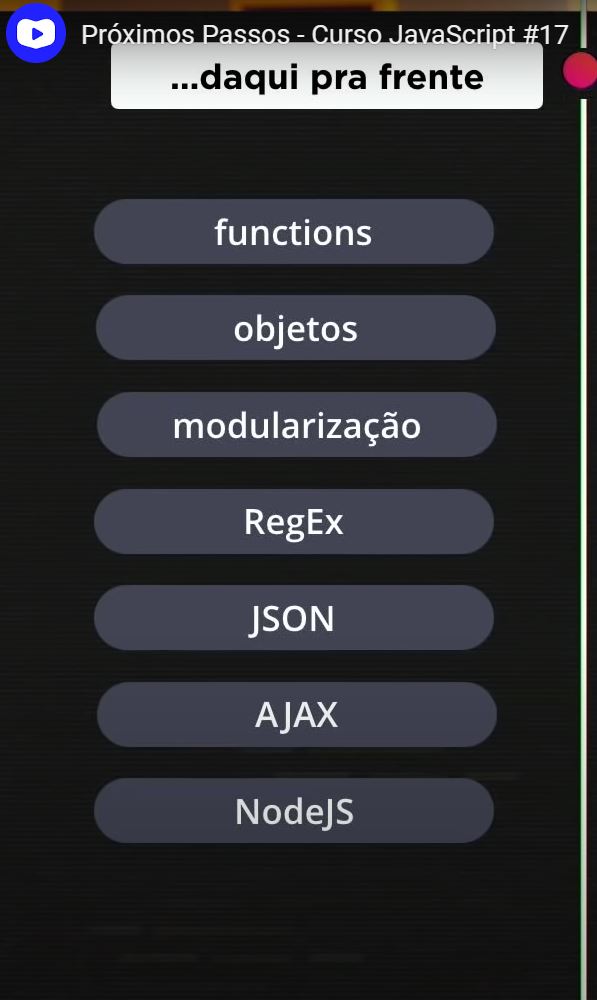 Próximos Passos - Curso JavaScript #17
...daqui pra frente
functions
objetos
modularização
RegEx
JSON
AJAX
NodeJS